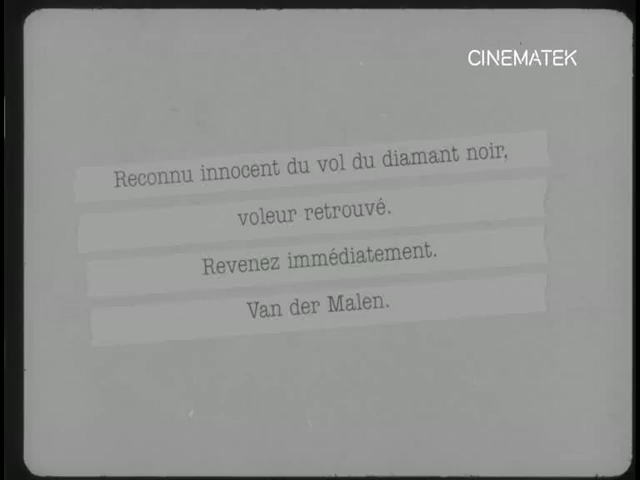 CINEMATEK
Reconnu innocent du vol du diamant noir,
voleur retrouvé.
Revenez immédiatement.
Van der Malen.